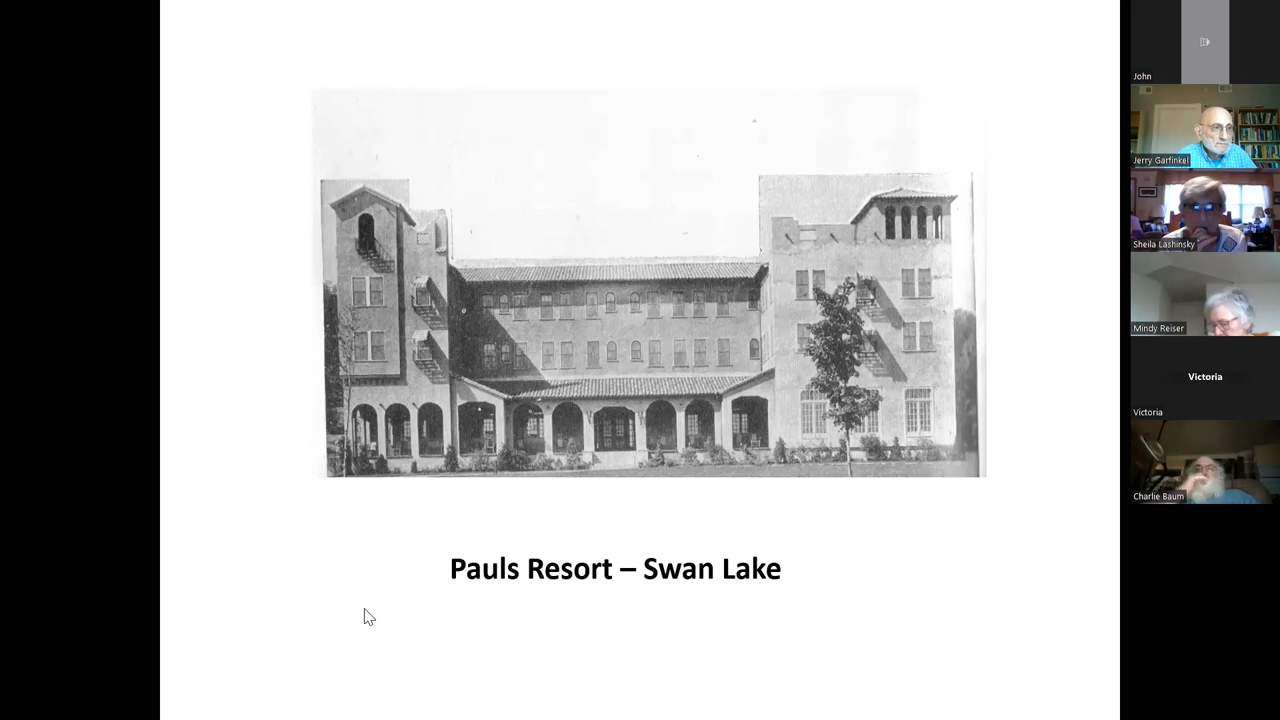 Pauls Resort – Swan Lake
John
Jerry Garfinkel
Sheila Lashinsky
Mindy Reiser
Victoria
Victoria
Charlie Baum